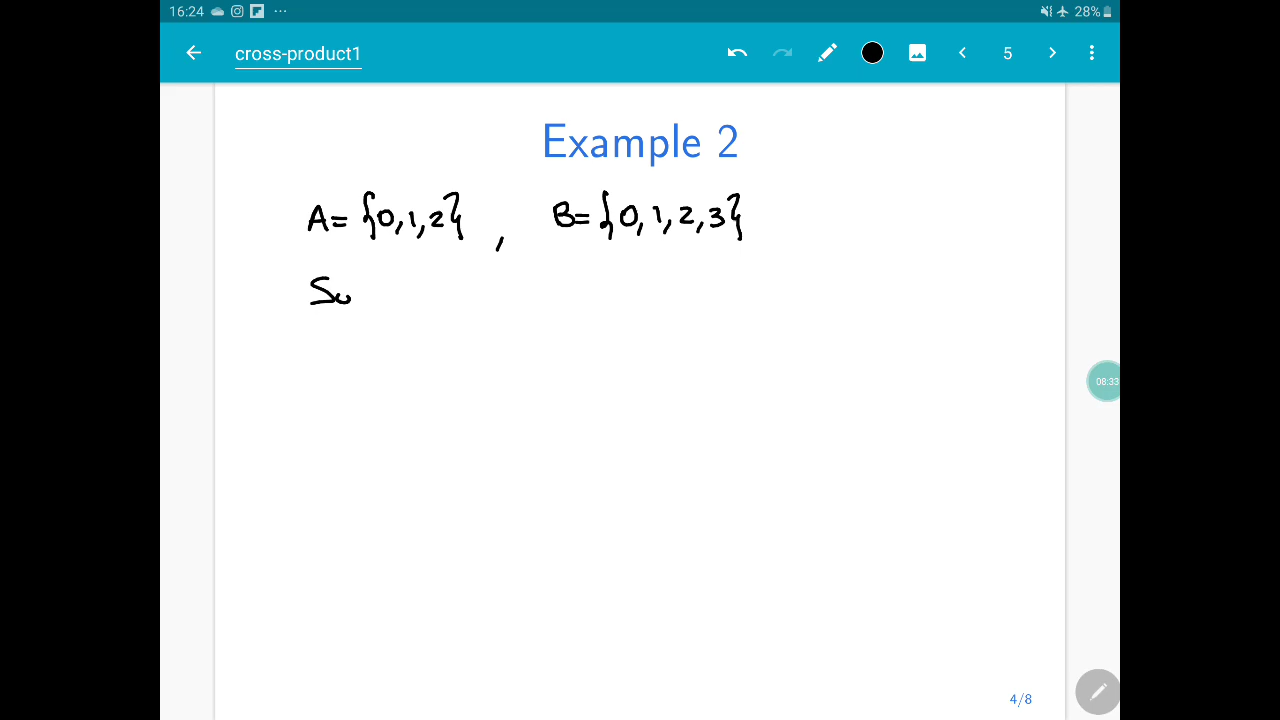 16:24 ... 28%
cross-product1 5
Example 2
A= {0,1,2} , B= {0,1,2,3}
So
08:33
4/8